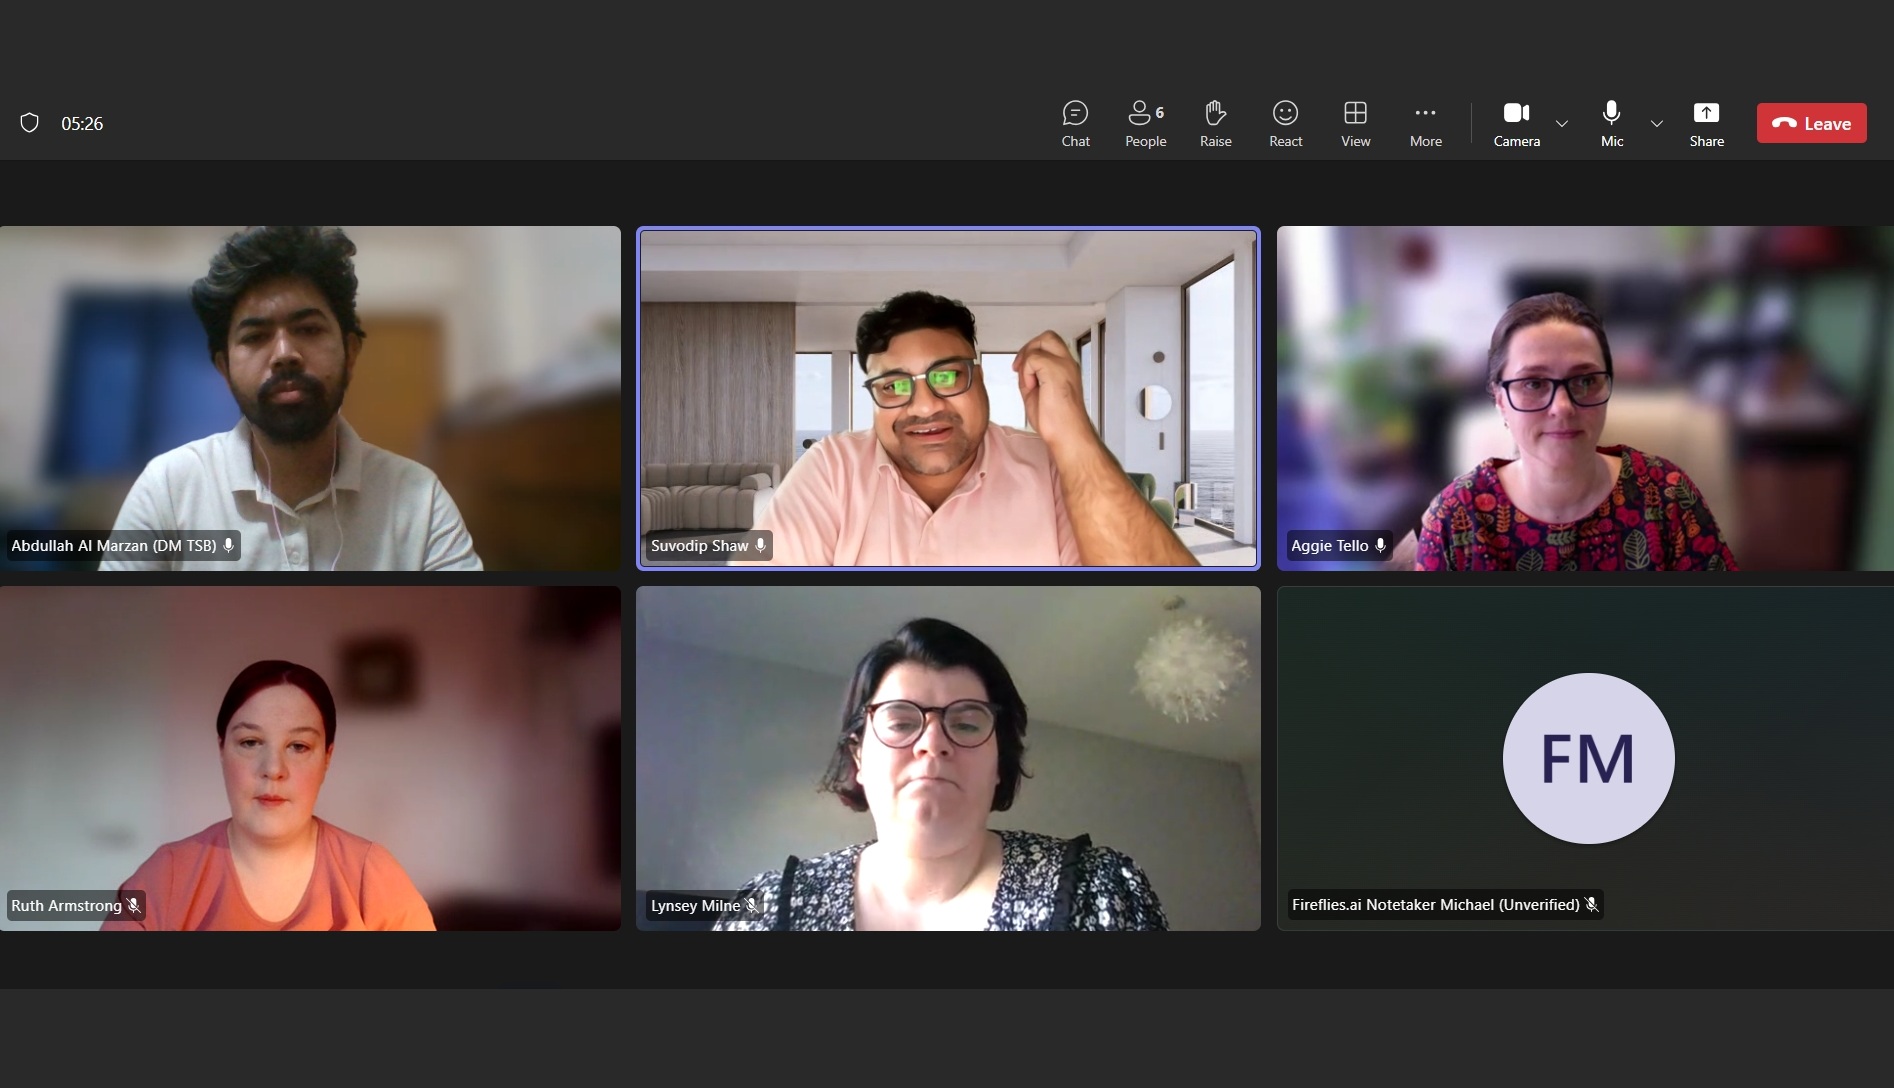 05:26
Chat
6
People
Raise
React
View
More
Camera
Mic
Share
Leave
Abdullah Al Marzan (DM TSB)
Suvodip Shaw
Aggie Tello
Ruth Armstrong
Lynsey Milne
FM
Fireflies.ai Notetaker Michael (Unverified)